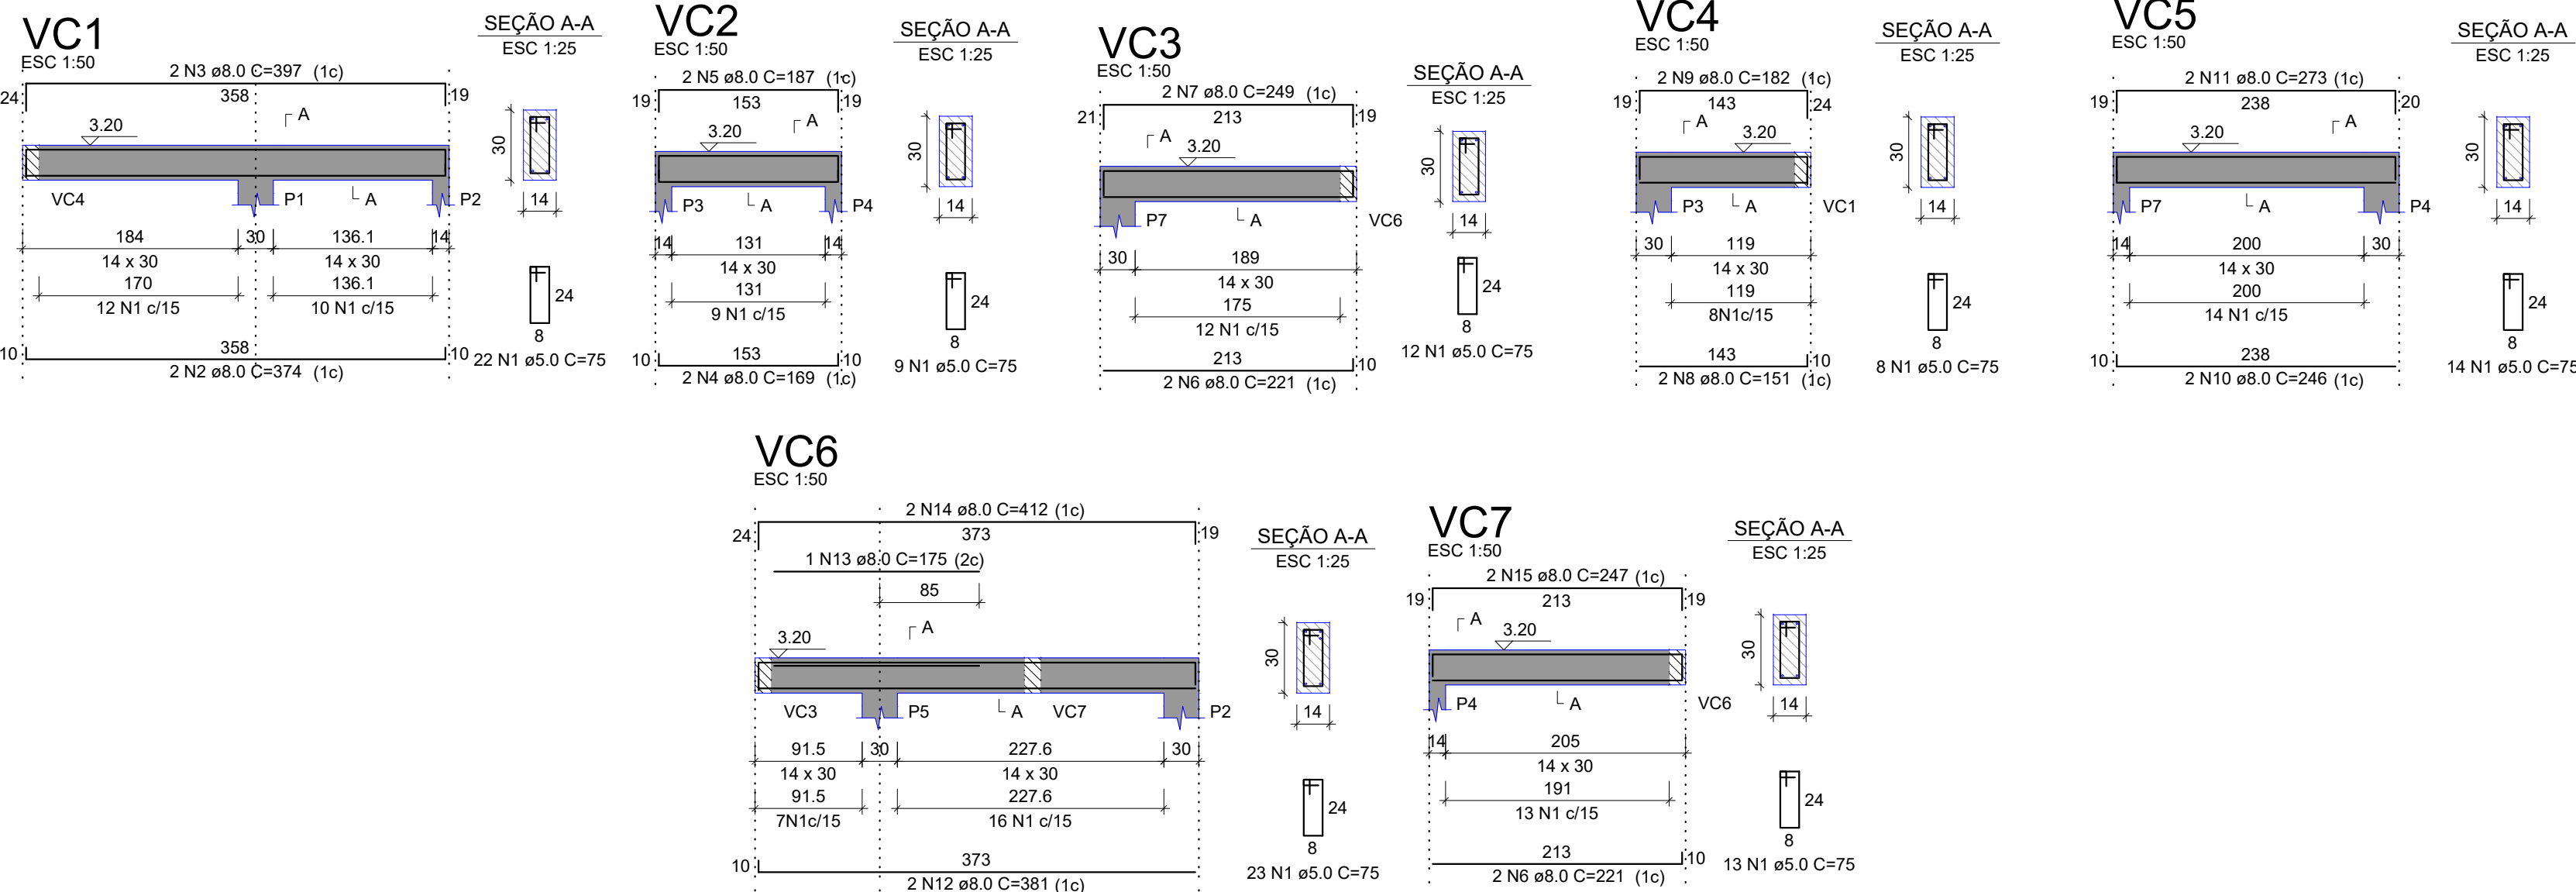 VC1
ESC 1:50
2 N3 ø8.0 C=397 (1c)
24
358
19
A
3.20
VC4
P1
A
P2
184
30
136.1
14
14 x 30
14 x 30
170
136.1
12 N1 c/15
10 N1 c/15
10
358
10
2 N2 ø8.0 C=374 (1c)
SEÇÃO A-A
ESC 1:25
30
14
24
8
22 N1 ø5.0 C=75
VC2
ESC 1:50
2 N5 ø8.0 C=187 (1c)
19
153
19
A
3.20
P3
A
P4
14
131
14
14 x 30
131
9 N1 c/15
10
153
10
2 N4 ø8.0 C=169 (1c)
SEÇÃO A-A
ESC 1:25
30
14
24
8
9 N1 ø5.0 C=75
VC3
ESC 1:50
2 N7 ø8.0 C=249 (1c)
21
213
19
A
3.20
P7
A
VC6
30
189
14 x 30
175
12 N1 c/15
213
10
2 N6 ø8.0 C=221 (1c)
SEÇÃO A-A
ESC 1:25
30
14
24
8
12 N1 ø5.0 C=75
VC4
ESC 1:50
2 N9 ø8.0 C=182 (1c)
19
143
24
A
3.20
P3
A
VC1
30
119
14 x 30
119
8N1c/15
143
10
2 N8 ø8.0 C=151 (1c)
SEÇÃO A-A
ESC 1:25
30
14
24
8
8 N1 ø5.0 C=75
VC5
ESC 1:50
2 N11 ø8.0 C=273 (1c)
19
238
20
A
3.20
P7
A
P4
14
200
30
14 x 30
200
14 N1 c/15
10
238
2 N10 ø8.0 C=246 (1c)
SEÇÃO A-A
ESC 1:25
30
14
24
8
14 N1 ø5.0 C=75
VC6
ESC 1:50
2 N14 ø8.0 C=412 (1c)
24
373
19
1 N13 ø8.0 C=175 (2c)
85
A
3.20
VC3
P5
A
VC7
P2
91.5
30
227.6
30
14 x 30
14 x 30
91.5
227.6
7N1c/15
16 N1 c/15
10
373
2 N12 ø8.0 C=381 (1c)
SEÇÃO A-A
ESC 1:25
30
14
24
8
23 N1 ø5.0 C=75
VC7
ESC 1:50
2 N15 ø8.0 C=247 (1c)
19
213
19
A
3.20
P4
A
VC6
14
205
14 x 30
191
13 N1 c/15
213
10
2 N6 ø8.0 C=221 (1c)
SEÇÃO A-A
ESC 1:25
30
14
24
8
13 N1 ø5.0 C=75